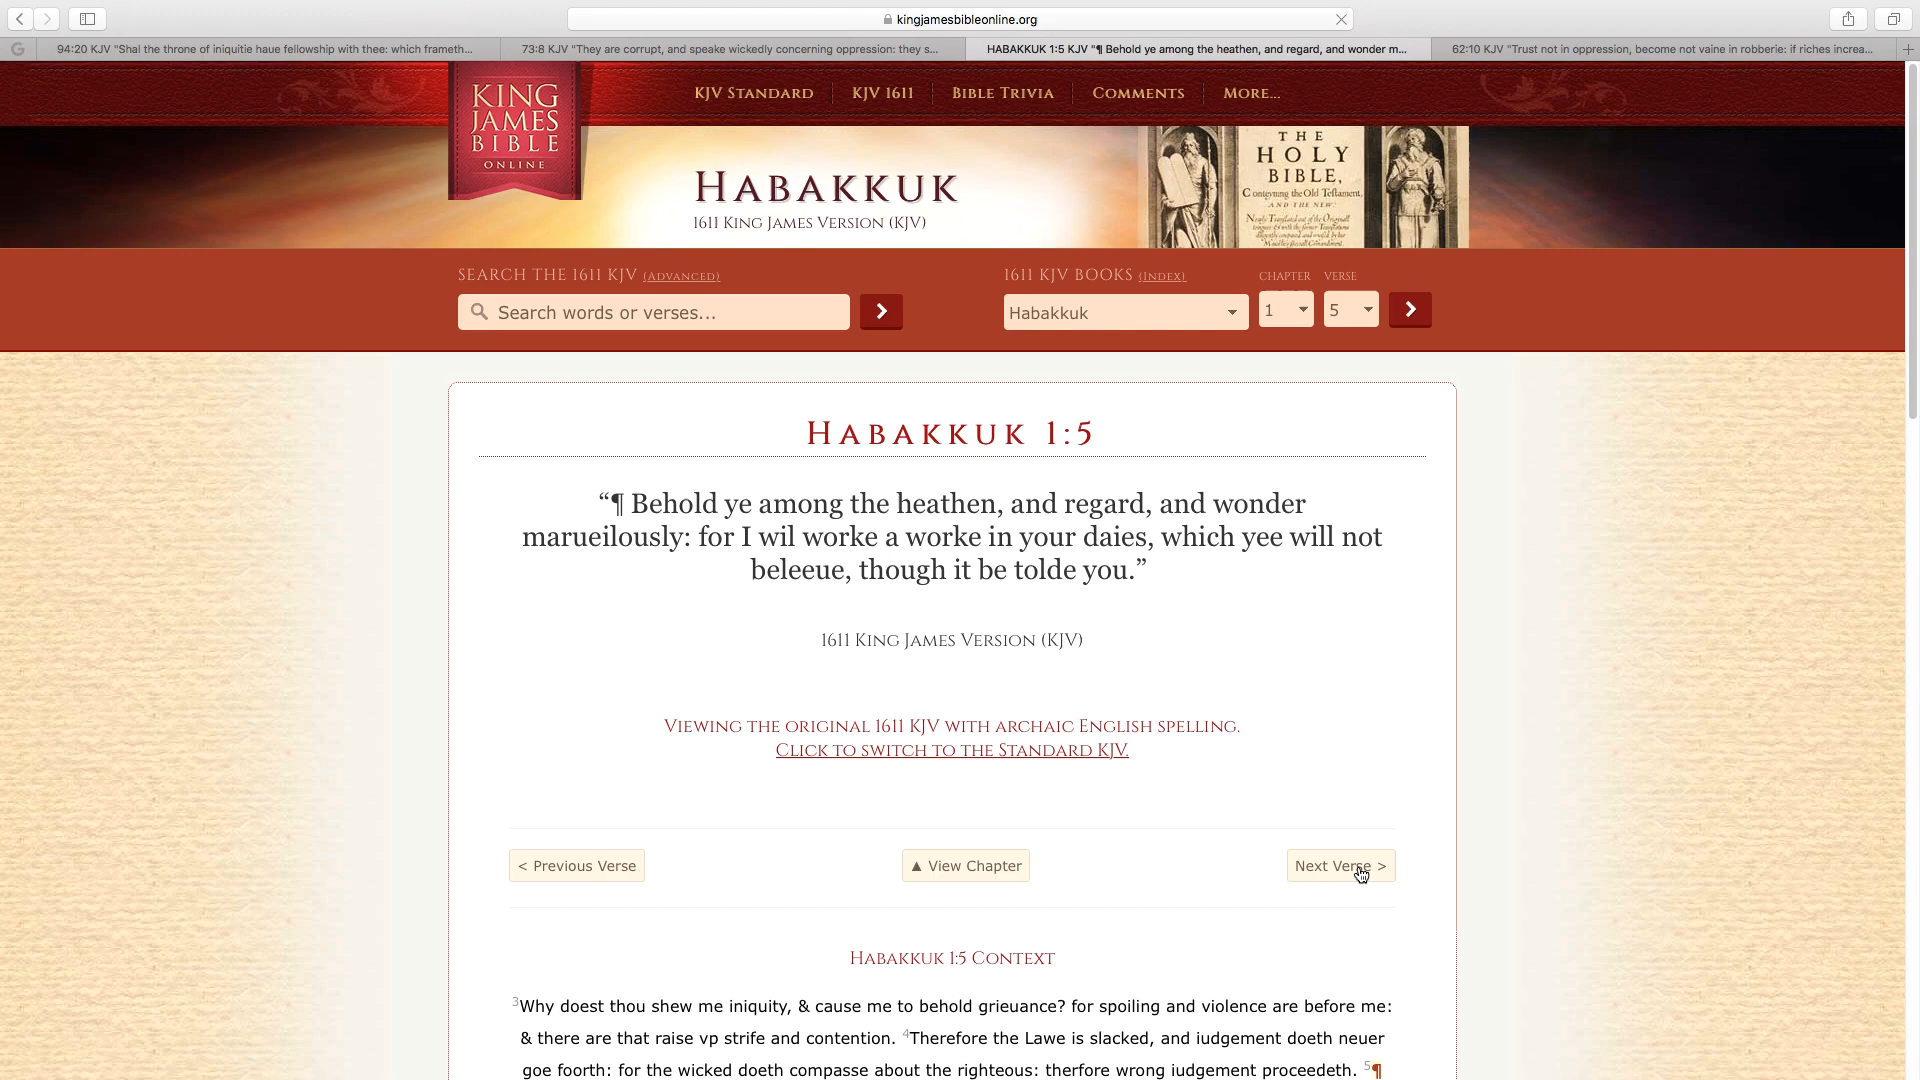 kingjamesbibleonline.org
94:20 KJV "Shal the throne of iniquitie haue fellowship with thee: which frameth...
73:8 KJV "They are corrupt, and speake wickedly concerning oppression: they s...
HABAKKUK 1:5 KJV "¶ Behold ye among the heathen, and regard, and wonder m...
62:10 KJV "Trust not in oppression, become not vaine in robberie: if riches increa...
KING
JAMES
BIBLE
ONLINE
KJV STANDARD
KJV 1611
BIBLE TRIVIA
COMMENTS
MORE...
HABAKKUK
1611 KING JAMES VERSION (KJV)
THE
HOLY
BIBLE,
Conteyning the Old Testament,
AND THE NEW:
SEARCH THE 1611 KJV (ADVANCED)
Search words or verses...
1611 KJV BOOKS (INDEX)
CHAPTER
VERSE
Habakkuk
1
5
HABAKKUK 1:5
“¶ Behold ye among the heathen, and regard, and wonder
marueilously: for I wil worke a worke in your daies, which yee will not
beleeue, though it be tolde you.”
1611 KING JAMES VERSION (KJV)
VIEWING THE ORIGINAL 1611 KJV WITH ARCHAIC ENGLISH SPELLING.
CLICK TO SWITCH TO THE STANDARD KJV.
< Previous Verse
▲ View Chapter
Next Verse >
HABAKKUK 1:5 CONTEXT
3Why doest thou shew me iniquity, & cause me to behold grieuance? for spoiling and violence are before me:
& there are that raise vp strife and contention. 4Therefore the Lawe is slacked, and iudgement doeth neuer
goe foorth: for the wicked doeth compasse about the righteous: therfore wrong iudgement proceedeth. 5¶